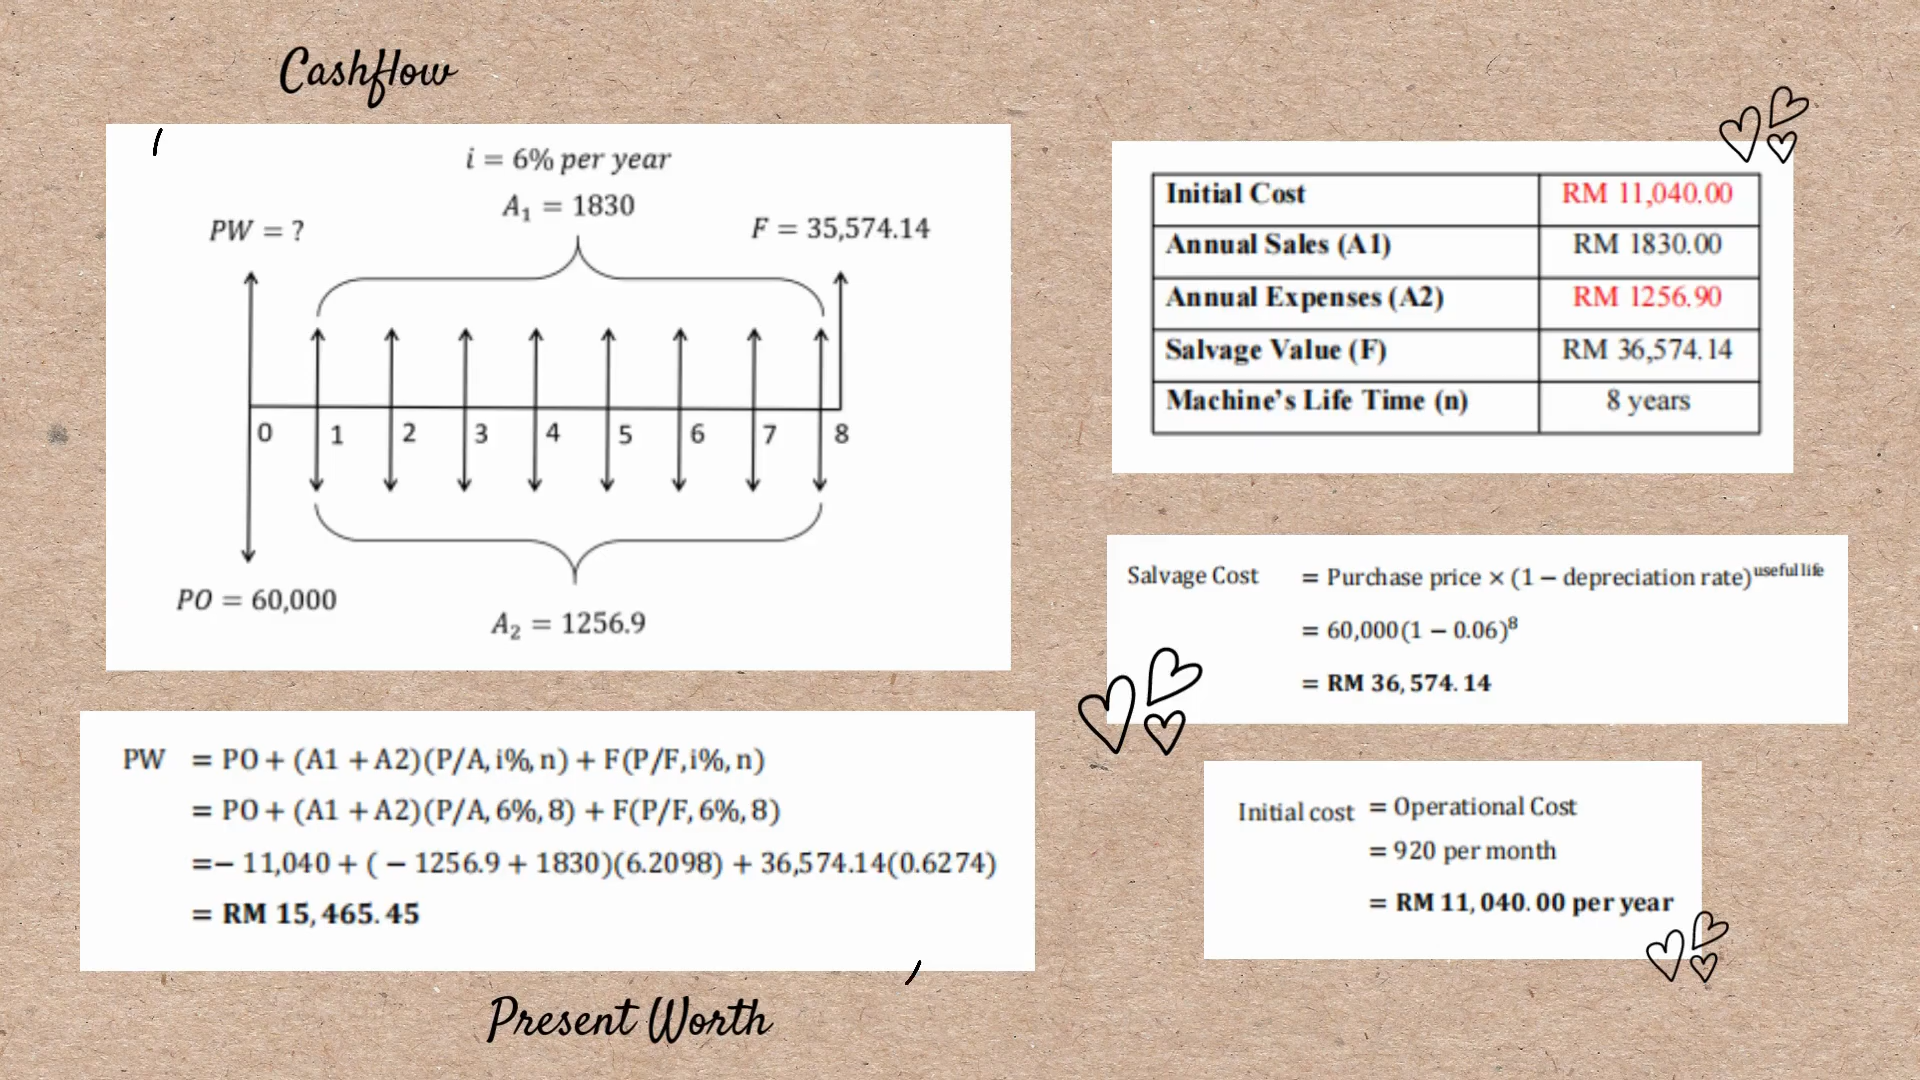 Cashflow
i = 6% per year
A₁ = 1830
PW = ?
F = 35,574.14
0 1 2 3 4 5 6 7 8
PO = 60,000
A₂ = 1256.9
PW = PO + (A1 + A2)(P/A, i%, n) + F(P/F, i%, n)
= PO + (A1 + A2)(P/A, 6%, 8) + F(P/F, 6%, 8)
=− 11,040 + ( − 1256.9 + 1830)(6.2098) + 36,574.14(0.6274)
= RM 15,465.45
Present Worth
Initial Cost RM 11,040.00
Annual Sales (A1) RM 1830.00
Annual Expenses (A2) RM 1256.90
Salvage Value (F) RM 36,574.14
Machine’s Life Time (n) 8 years
Salvage Cost = Purchase price × (1 − depreciation rate)^useful life
= 60,000(1 − 0.06)⁸
= RM 36,574.14
Initial cost = Operational Cost
= 920 per month
= RM 11,040.00 per year